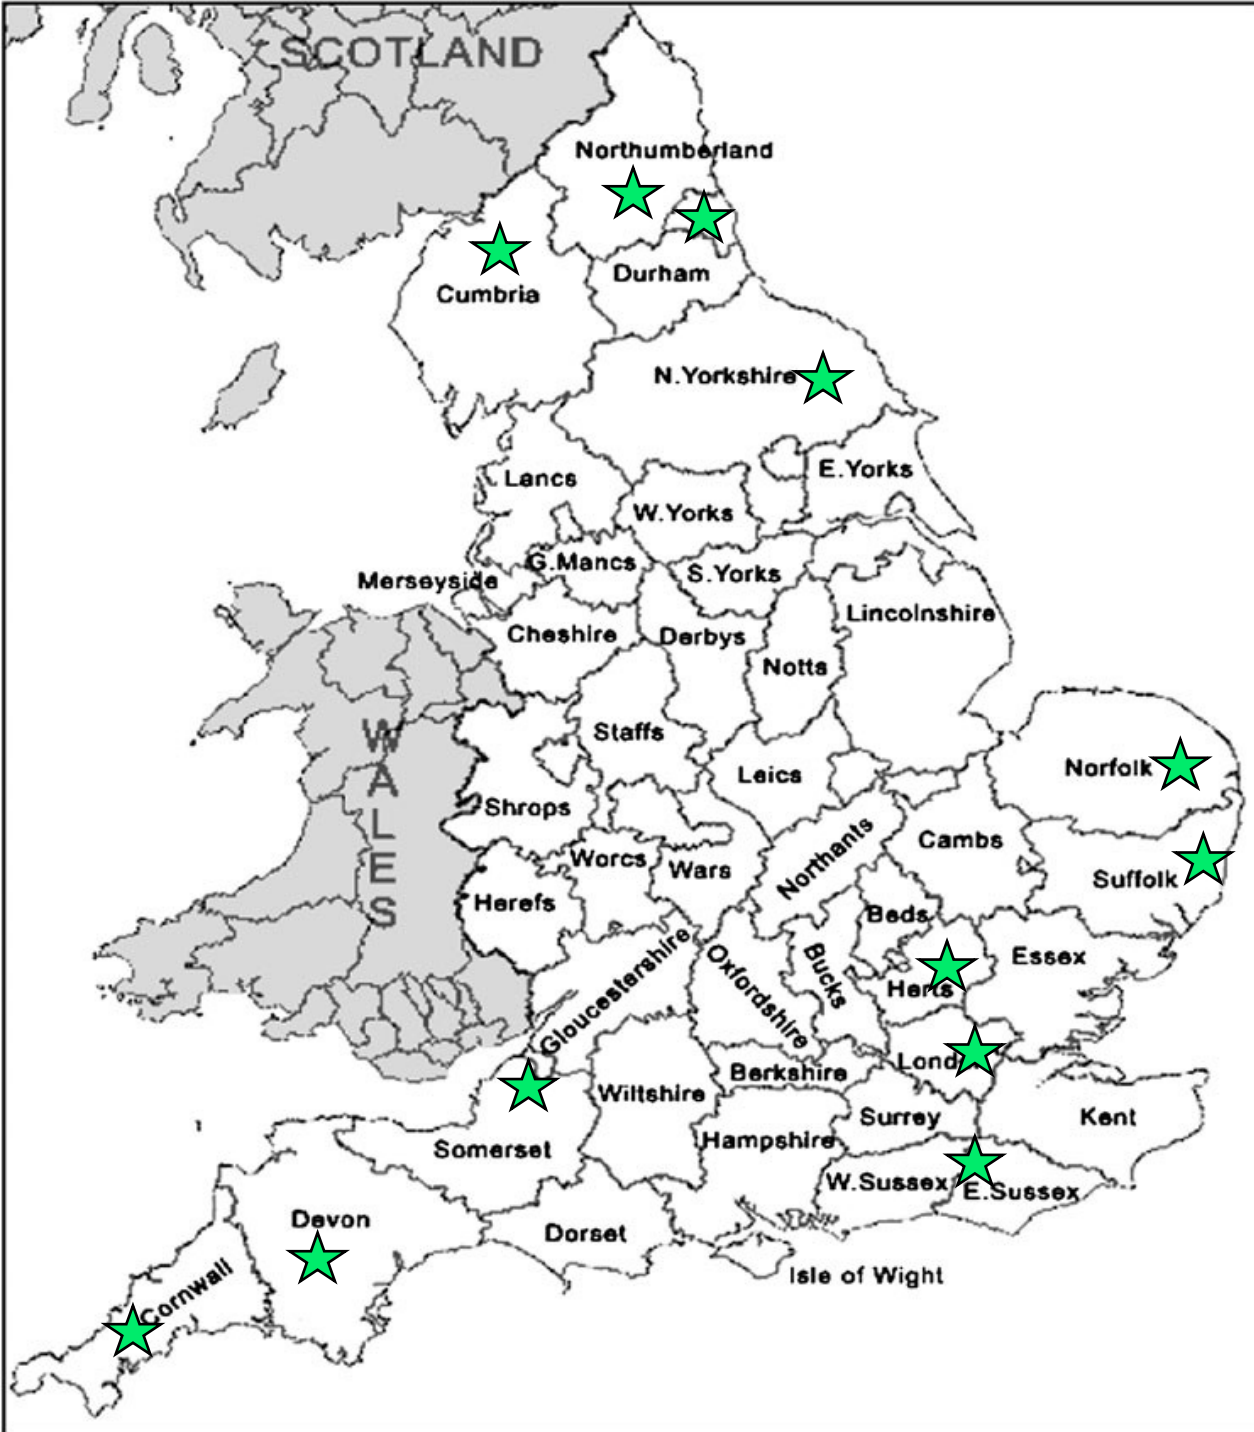 SCOTLAND
Northumberland
Durham
Cumbria
N.Yorkshire
E.Yorks
Lancs
W.Yorks
G.Mancs
S.Yorks
Merseyside
Lincolnshire
Cheshire
Derbys
Notts
WALES
Staffs
Norfolk
Leics
Shrops
Northants
Cambs
Worcs
Wars
Suffolk
Herefs
Beds
Essex
Gloucestershire
Oxfordshire
Bucks
Herts
Lond
Berkshire
Wiltshire
Surrey
Kent
Hampshire
Somerset
W.Sussex
E.Sussex
Devon
Dorset
Isle of Wight
Cornwall